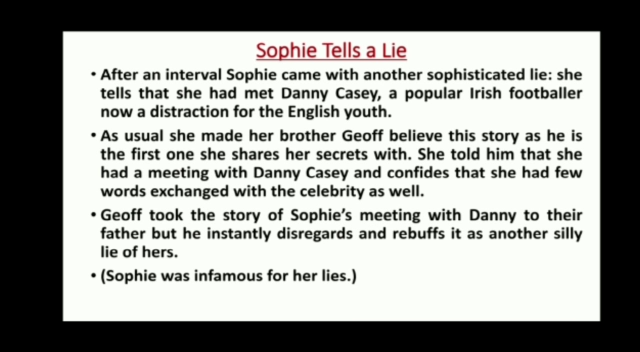 Sophie Tells a Lie
• After an interval Sophie came with another sophisticated lie: she
tells that she had met Danny Casey, a popular Irish footballer
now a distraction for the English youth.
• As usual she made her brother Geoff believe this story as he is
the first one she shares her secrets with. She told him that she
had a meeting with Danny Casey and confides that she had few
words exchanged with the celebrity as well.
• Geoff took the story of Sophie's meeting with Danny to their
father but he instantly disregards and rebuffs it as another silly
lie of hers.
• (Sophie was infamous for her lies.)